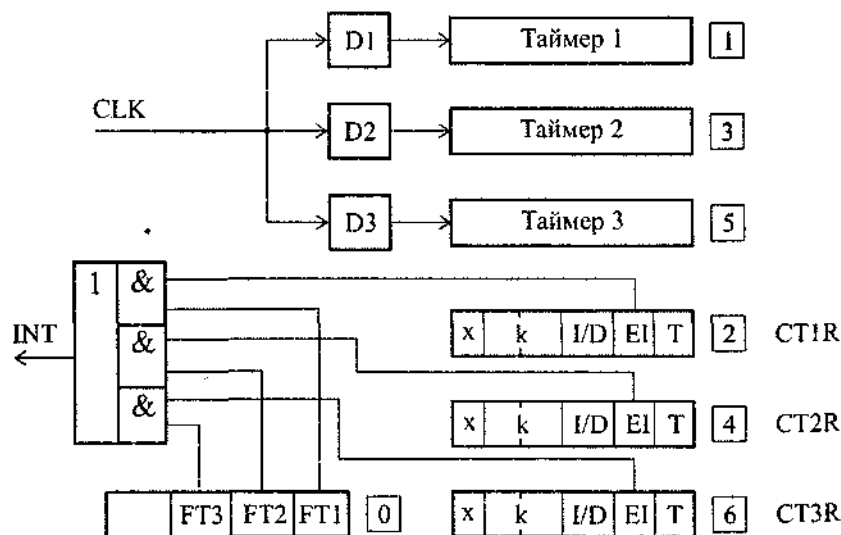 D1 Таймер 1 1
CLK
D2 Таймер 2 3
D3 Таймер 3 5
1 &
INT
&
&
x k I/D EI T 2 CT1R
x k I/D EI T 4 CT2R
FT3 FT2 FT1 0
x k I/D EI T 6 CT3R